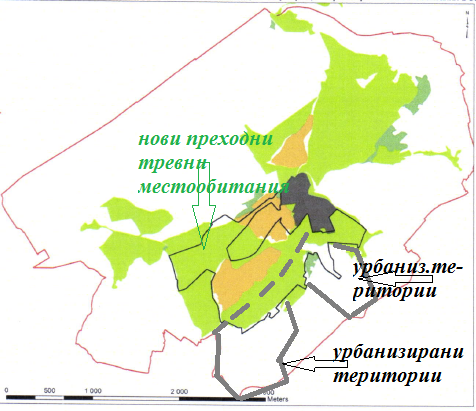 N
нови преходни
тревни
местообитания
урбаниз.те-
ритории
урбанизирани
територии
0 500 1 000 2 000
Meters